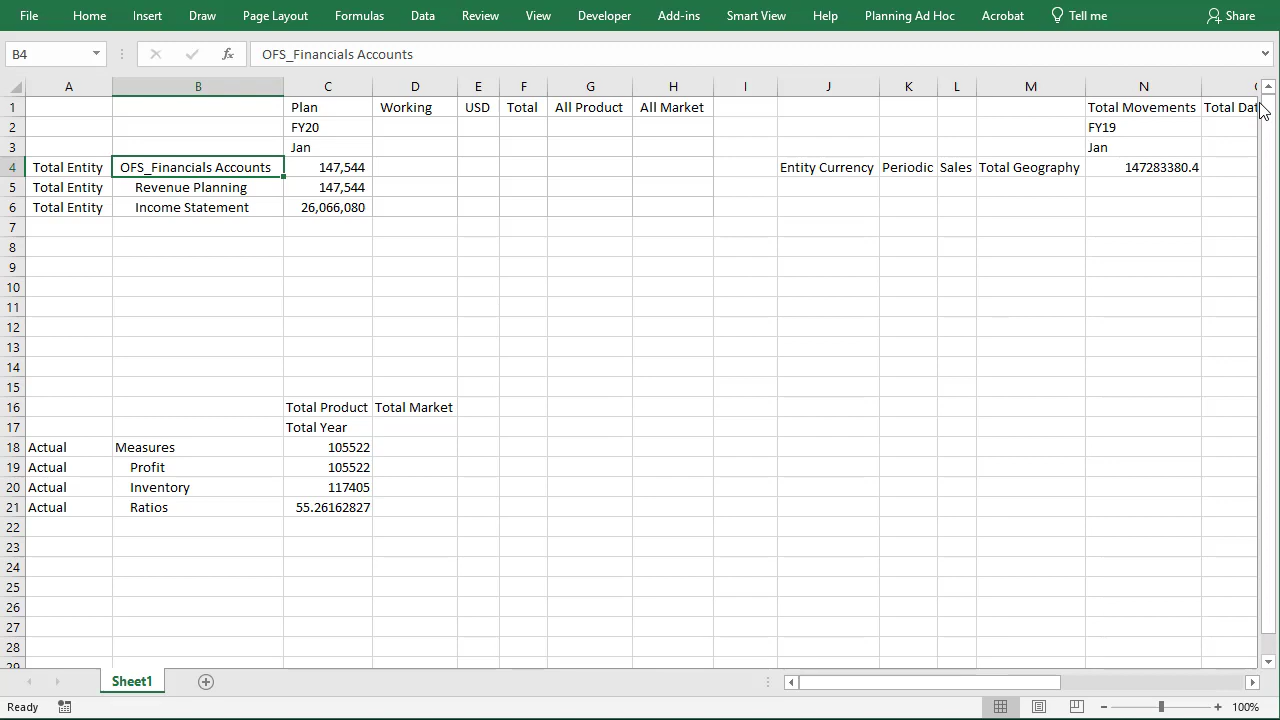 File Home Insert Draw Page Layout Formulas Data Review View Developer Add-ins Smart View Help Planning Ad Hoc Acrobat Tell me Share
B4 fx OFS_Financials Accounts
A B C D E F G H I J K L M N
1 Plan Working USD Total All Product All Market Total Movements Total Dat
2 FY20 FY19
3 Jan Jan
4 Total Entity OFS_Financials Accounts 147,544 Entity Currency Periodic Sales Total Geography 147283380.4
5 Total Entity Revenue Planning 147,544
6 Total Entity Income Statement 26,066,080
7
8
9
10
11
12
13
14
15
16 Total Product Total Market
17 Total Year
18 Actual Measures 105522
19 Actual Profit 105522
20 Actual Inventory 117405
21 Actual Ratios 55.26162827
22
23
24
25
26
27
28
29
Sheet1
Ready 100%